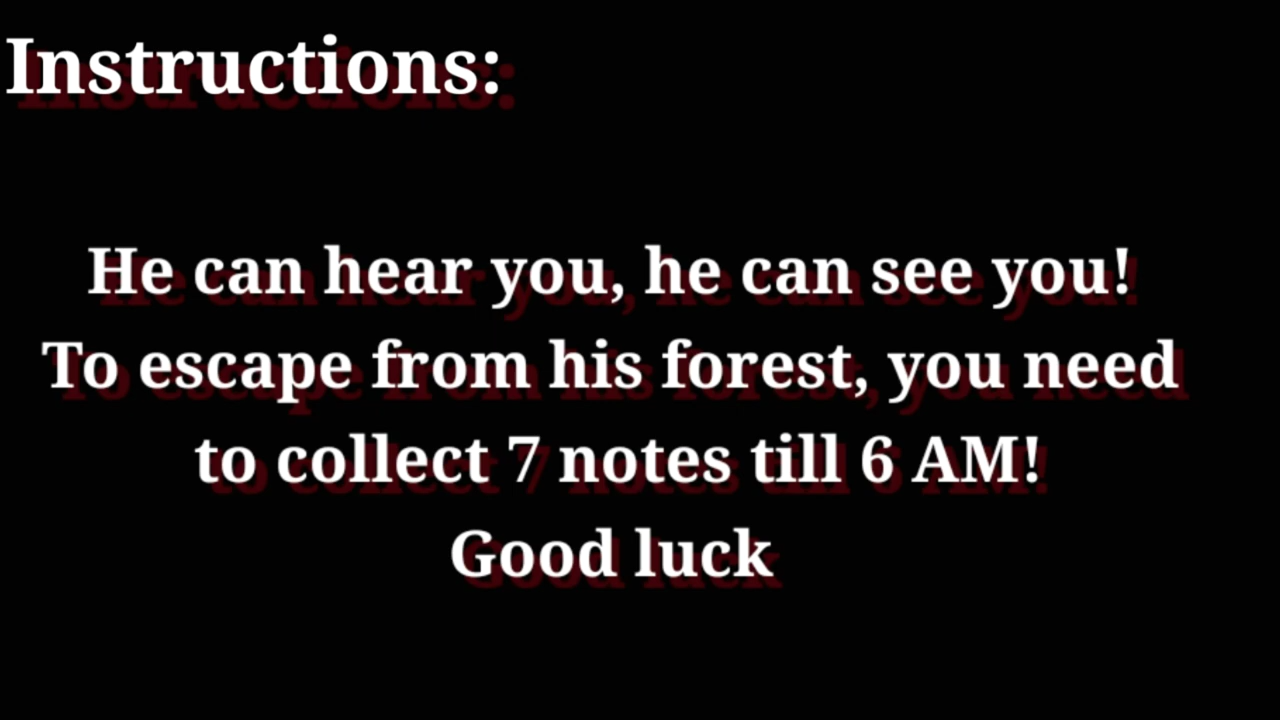 Instructions:
He can hear you, he can see you!
To escape from his forest, you need
to collect 7 notes till 6 AM!
Good luck